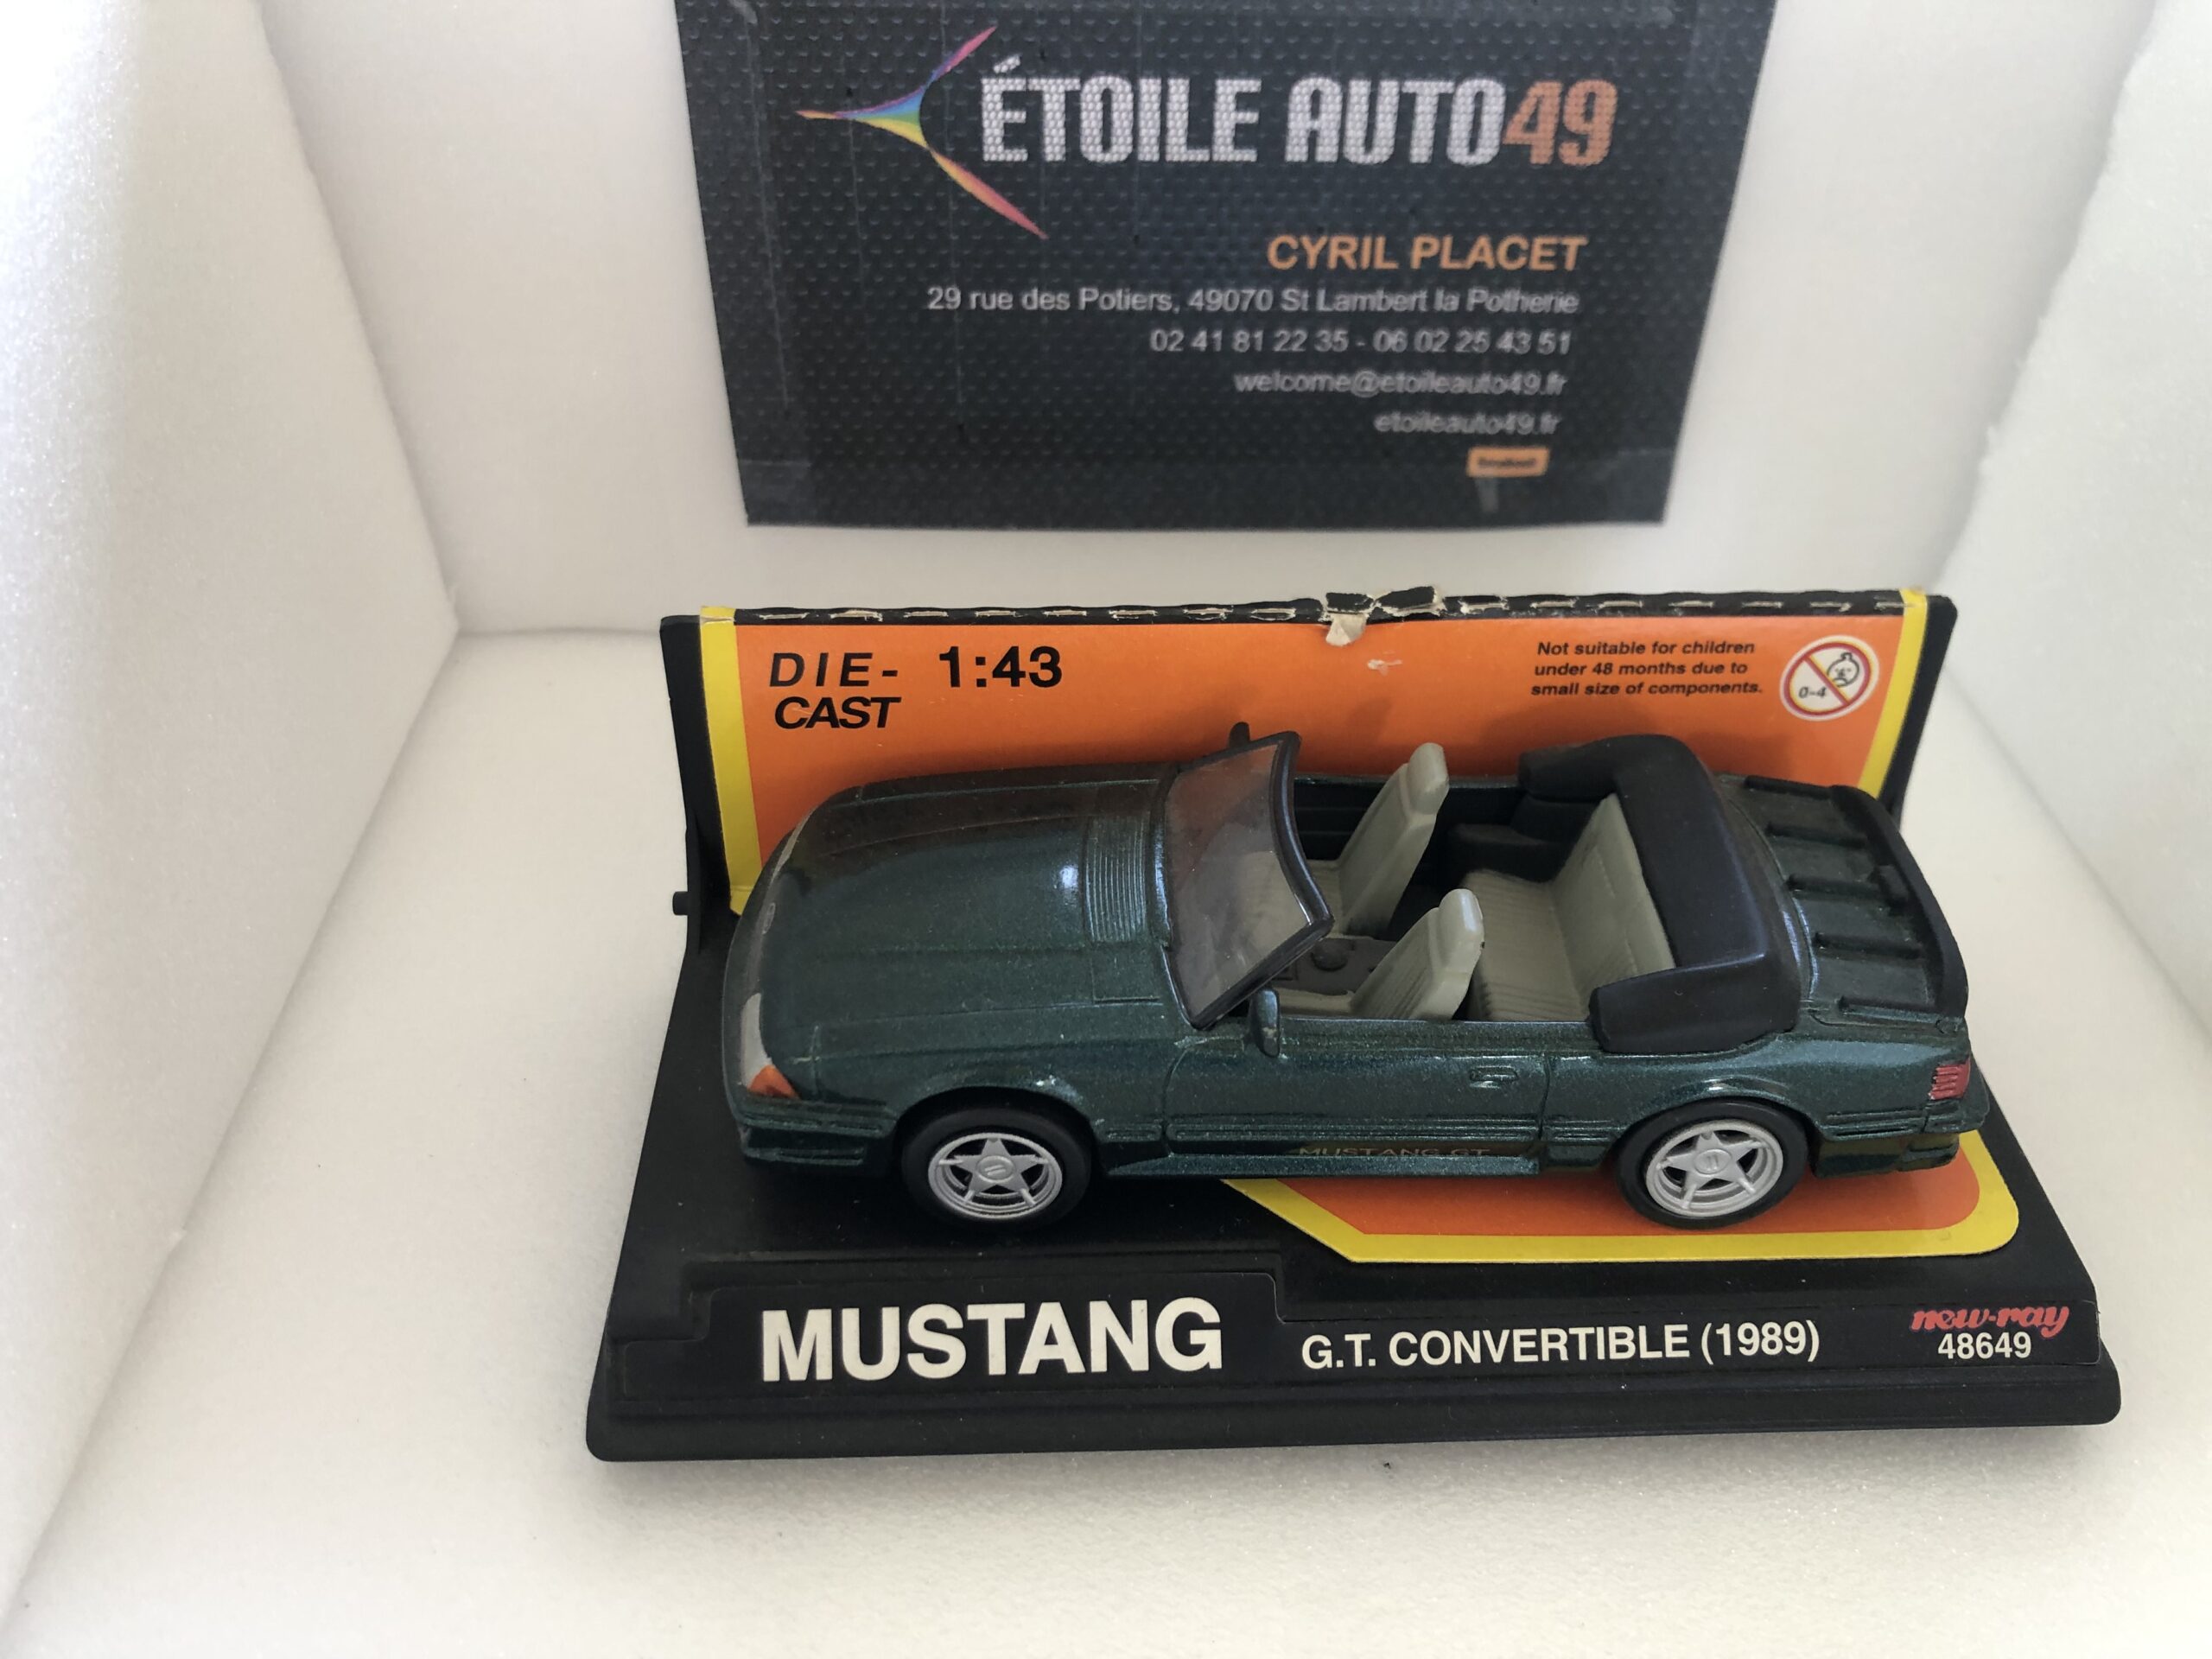 ÉTOILE AUTO49
CYRIL PLACET
29 rue des Potiers, 49070 St Lambert la Potherie
02 41 81 22 35 - 06 02 25 43 51
welcome@etoileauto49.fr
etoileauto49.fr
DIE-CAST 1:43
Not suitable for children
under 48 months due to
small size of components.
0-4
MUSTANG GT
MUSTANG G.T. CONVERTIBLE (1989)
new-ray
48649